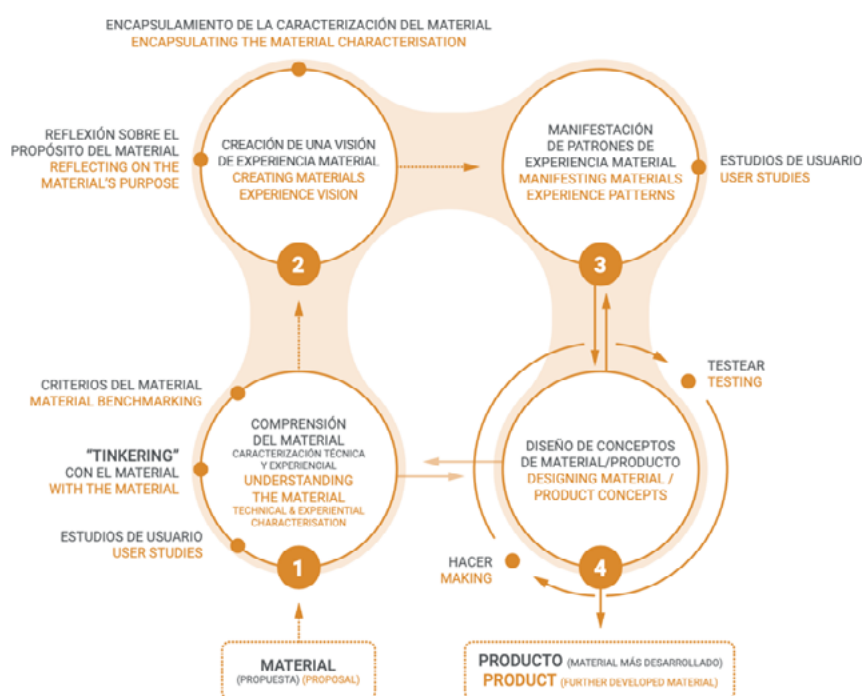 ENCAPSULAMIENTO DE LA CARACTERIZACIÓN DEL MATERIAL
ENCAPSULATING THE MATERIAL CHARACTERISATION
REFLEXIÓN SOBRE EL
PROPÓSITO DEL MATERIAL
REFLECTING ON THE
MATERIAL'S PURPOSE
CREACIÓN DE UNA VISIÓN
DE EXPERIENCIA MATERIAL
CREATING MATERIALS
EXPERIENCE VISION
2
MANIFESTACIÓN
DE PATRONES DE
EXPERIENCIA MATERIAL
MANIFESTING MATERIALS
EXPERIENCE PATTERNS
3
ESTUDIOS DE USUARIO
USER STUDIES
CRITERIOS DEL MATERIAL
MATERIAL BENCHMARKING
"TINKERING"
CON EL MATERIAL
WITH THE MATERIAL
ESTUDIOS DE USUARIO
USER STUDIES
COMPRENSIÓN
DEL MATERIAL
CARACTERIZACIÓN TÉCNICA
Y EXPERIENCIAL
UNDERSTANDING
THE MATERIAL
TECHNICAL & EXPERIENTIAL
CHARACTERISATION
1
TESTEAR
TESTING
DISEÑO DE CONCEPTOS
DE MATERIAL/PRODUCTO
DESIGNING MATERIAL /
PRODUCT CONCEPTS
HACER
MAKING
4
MATERIAL
(PROPUESTA) (PROPOSAL)
PRODUCTO (MATERIAL MÁS DESARROLLADO)
PRODUCT (FURTHER DEVELOPED MATERIAL)